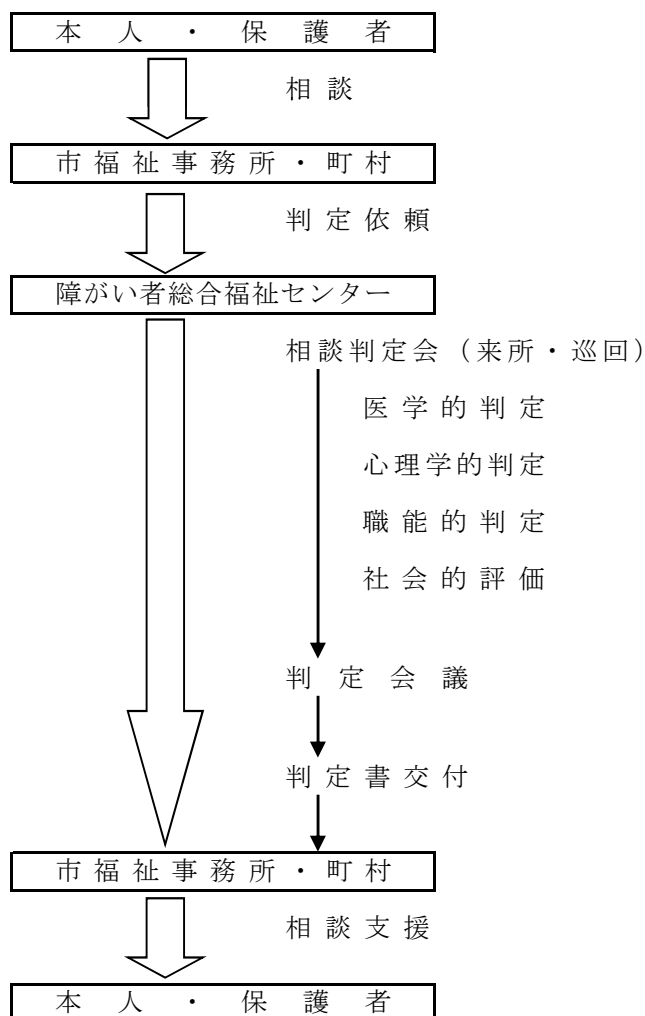 本人・保護者
相談
市福祉事務所・町村
判定依頼
障がい者総合福祉センター
相談判定会（来所・巡回）
医学的判定
心理学的判定
職能的判定
社会的評価
判定会議
判定書交付
市福祉事務所・町村
相談支援
本人・保護者